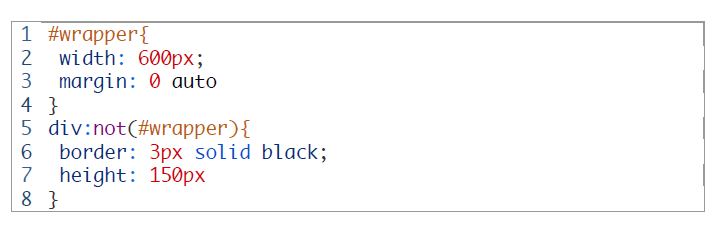 1 #wrapper{
2  width: 600px;
3  margin: 0 auto
4 }
5 div:not(#wrapper){
6  border: 3px solid black;
7  height: 150px
8 }